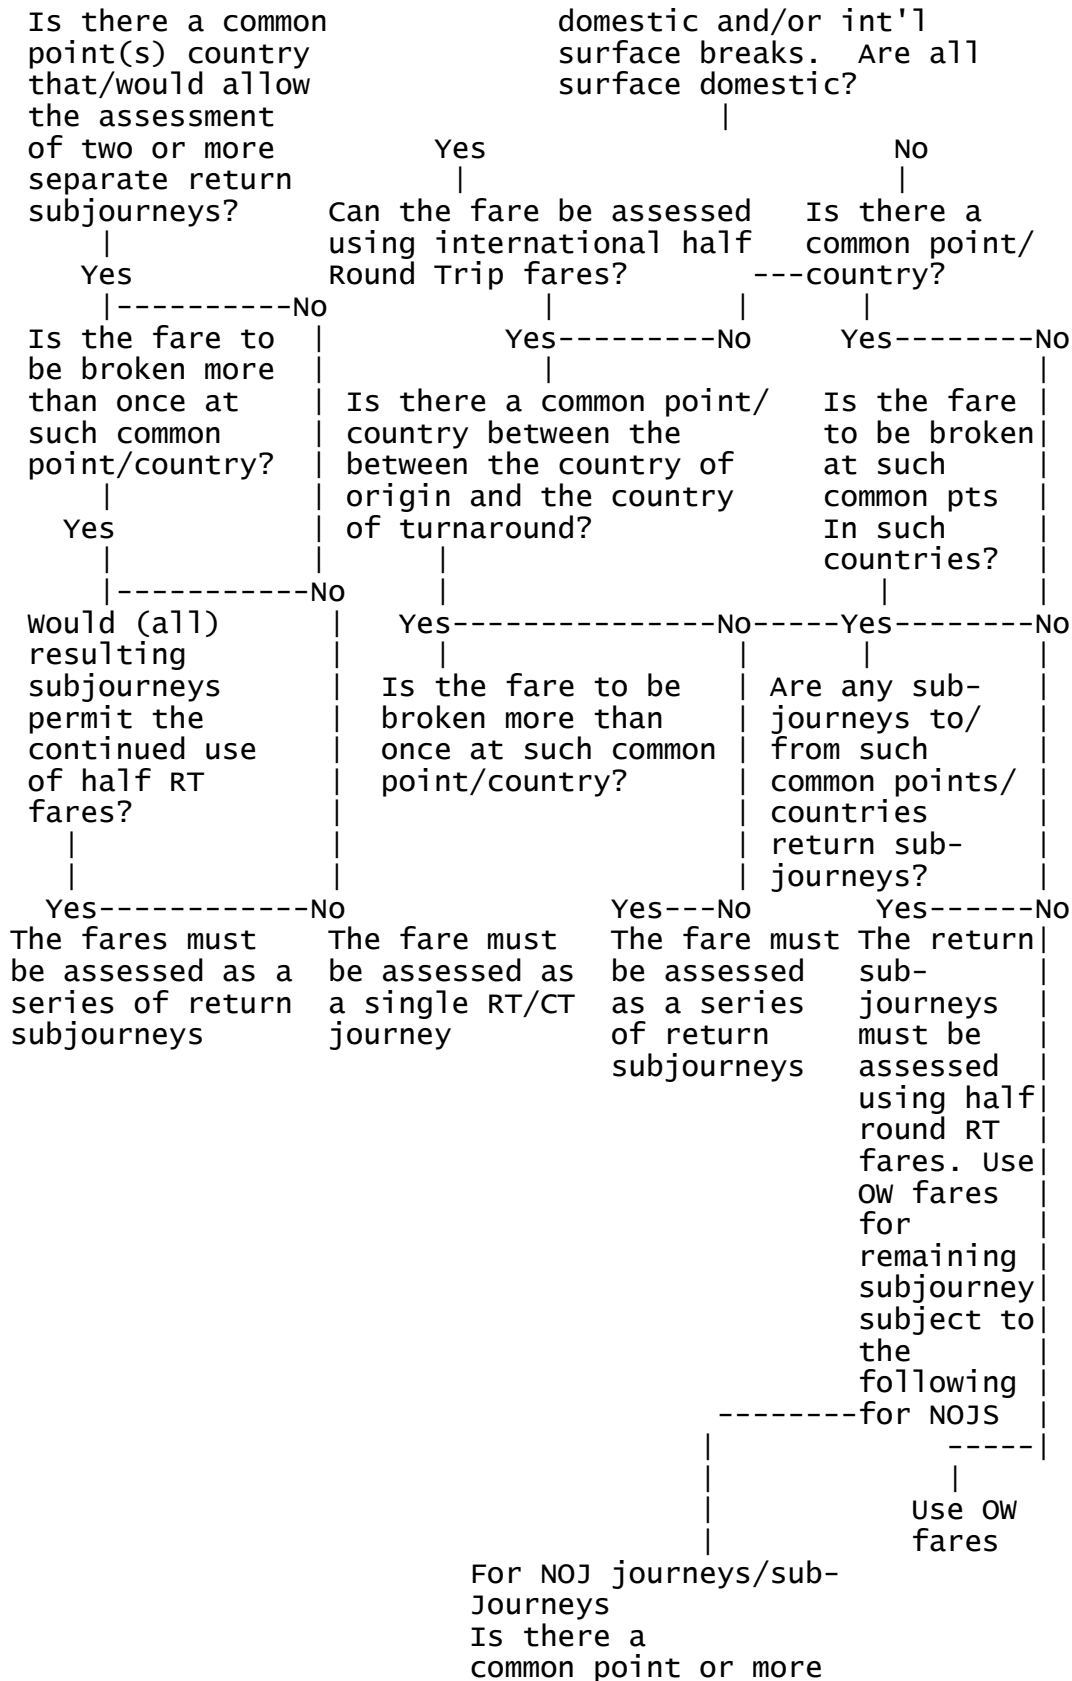 Is there a common             domestic and/or int'l
point(s) country              surface breaks.  Are all
that/would allow              surface domestic?
the assessment                         |
of two or more         Yes                       No
separate return         |                        |
subjourneys?     Can the fare be assessed   Is there a
    |            using international half   common point/
   Yes           Round Trip fares?       ---country?
    |----------No            |          |      |
Is the fare to  |          Yes---------No     Yes--------No
be broken more  |            |                           |
than once at    | Is there a common point/   Is the fare |
such common     | country between the        to be broken|
point/country?  | between the country of     at such     |
    |           | origin and the country     common pts  |
  Yes           | of turnaround?             In such     |
    |           |      |                     countries?  |
    |-----------No     |                        |        |
Would (all)      |   Yes---------------No-----Yes--------No
resulting        |     |                |      |         |
subjourneys      |  Is the fare to be   | Are any sub-   |
permit the       |  broken more than    | journeys to/   |
continued use    |  once at such common | from such      |
of half RT       |  point/country?      | common points/ |
fares?           |                      | countries      |
  |              |                      | return sub-    |
  |              |                      | journeys?      |
 Yes------------No               Yes---No       Yes------No
The fares must    The fare must   The fare must The return|
be assessed as a  be assessed as  be assessed   sub-      |
series of return  a single RT/CT  as a series   journeys  |
subjourneys       journey         of return     must be   |
                                  subjourneys   assessed  |
                                                using half|
                                                round RT  |
                                                fares. Use|
                                                OW fares  |
                                                for       |
                                                remaining |
                                                subjourney|
                                                subject to|
                                                the       |
                                                following |
                                        --------for NOJS  |
                                       |             -----|
                                       |             |
                                       |           Use OW
                                       |           fares
                          For NOJ journeys/sub-
                          Journeys
                          Is there a
                          common point or more